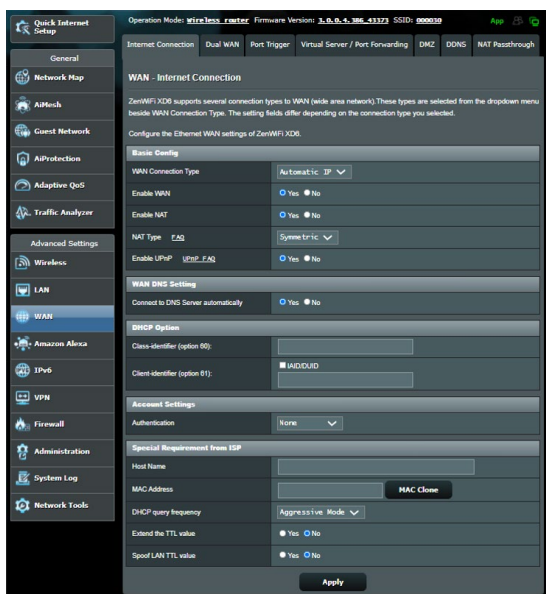 Quick Internet Setup
Operation Mode: Wireless router Firmware Version: 3.0.0.4.386_43373 SSID: 000030
App
Internet Connection Dual WAN Port Trigger Virtual Server / Port Forwarding DMZ DDNS NAT Passthrough
General
Network Map
AiMesh
Guest Network
AiProtection
Adaptive QoS
Traffic Analyzer
Advanced Settings
Wireless
LAN
WAN
Amazon Alexa
IPv6
VPN
Firewall
Administration
System Log
Network Tools
WAN - Internet Connection
ZenWiFi XD6 supports several connection types to WAN (wide area network).These types are selected from the dropdown menu
beside WAN Connection Type. The setting fields differ depending on the connection type you selected.
Configure the Ethernet WAN settings of ZenWiFi XD6.
Basic Config
WAN Connection Type Automatic IP
Enable WAN Yes No
Enable NAT Yes No
NAT Type FAQ Symmetric
Enable UPnP UPnP FAQ Yes No
WAN DNS Setting
Connect to DNS Server automatically Yes No
DHCP Option
Class-identifier (option 60):
Client-identifier (option 61): IAID/DUID
Account Settings
Authentication None
Special Requirement from ISP
Host Name
MAC Address MAC Clone
DHCP query frequency Aggressive Mode
Extend the TTL value Yes No
Spoof LAN TTL value Yes No
Apply